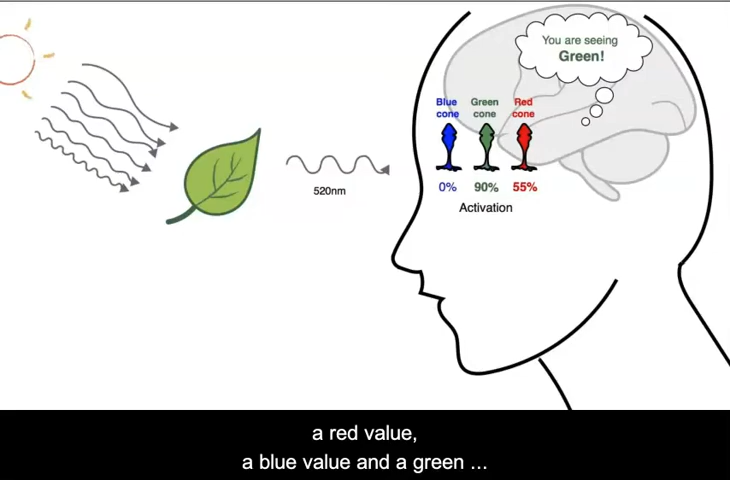 You are seeing
Green!
Blue Green Red
cone cone cone
0% 90% 55%
Activation
520nm
a red value,
a blue value and a green ...